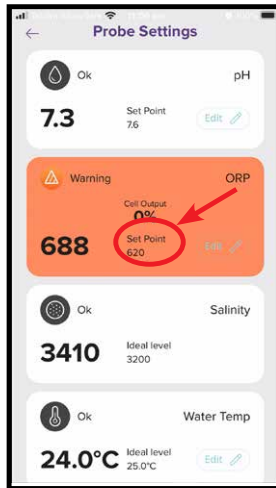 Probe Settings
Ok
pH
7.3
Set Point
7.6
Edit
Warning
ORP
Cell Output
0%
688
Set Point
620
Edit
Ok
Salinity
3410
Ideal level
3200
Ok
Water Temp
24.0°C
Ideal level
25.0°C
Edit